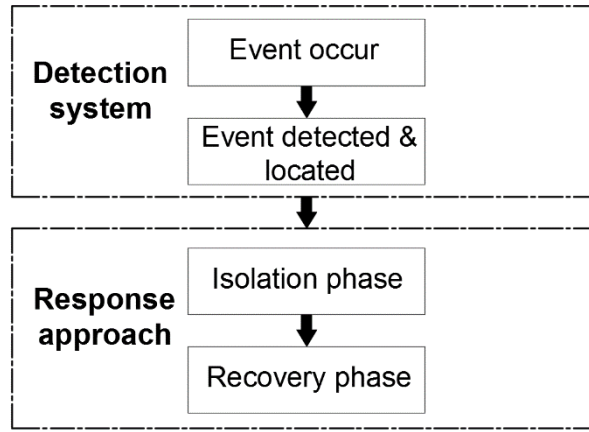 Detection
system
Event occur
Event detected &
located
Response
approach
Isolation phase
Recovery phase